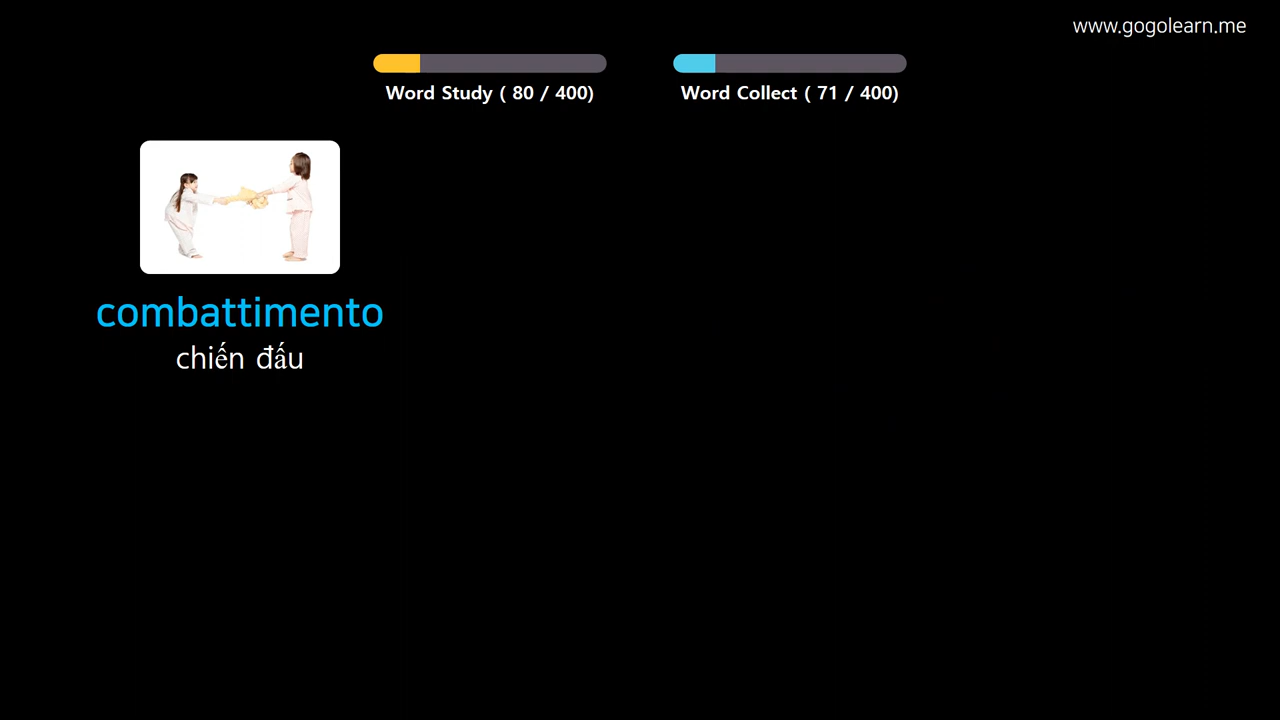 www.gogolearn.me
Word Study ( 80 / 400)
Word Collect ( 71 / 400)
combattimento
chiến đấu